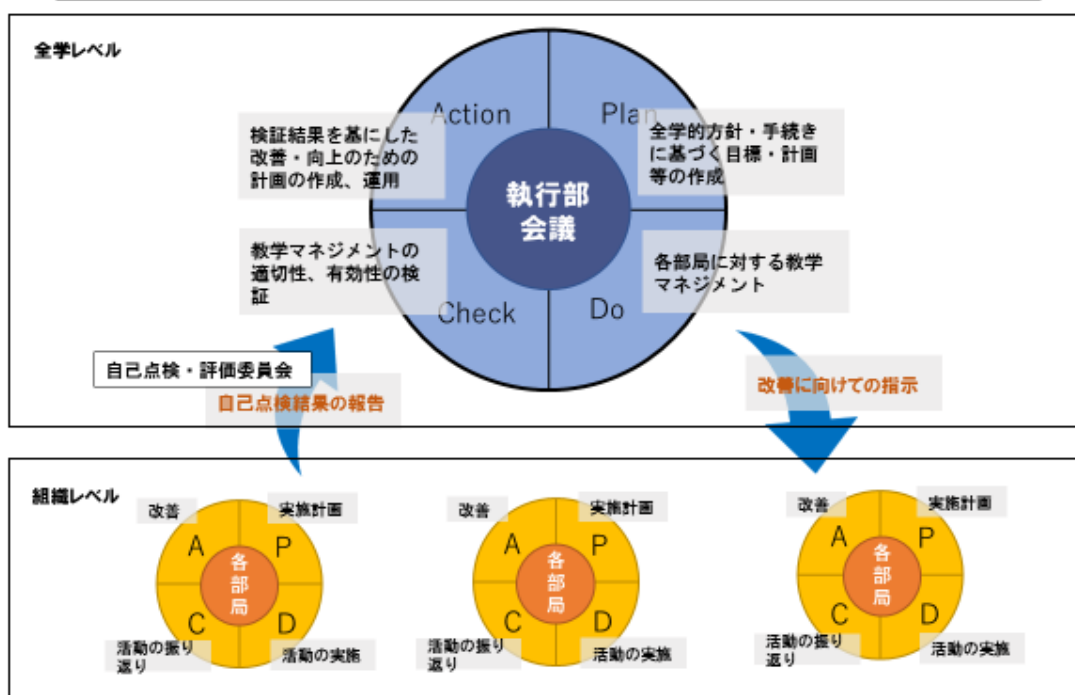 全学レベル
Action
Plan
検証結果を基にした
改善・向上のための
計画の作成、運用
全学的方針・手続き
に基づく目標・計画
等の作成
執行部
会議
教学マネジメントの
適切性、有効性の検
証
各部局に対する教学
マネジメント
Check
Do
自己点検・評価委員会
自己点検結果の報告
改善に向けての指示
組織レベル
改善
実施計画
A
P
各
部
局
C
D
活動の振り
返り
活動の実施
改善
実施計画
A
P
各
部
局
C
D
活動の振り
返り
活動の実施
改善
実施計画
A
P
各
部
局
C
D
活動の振り
返り
活動の実施